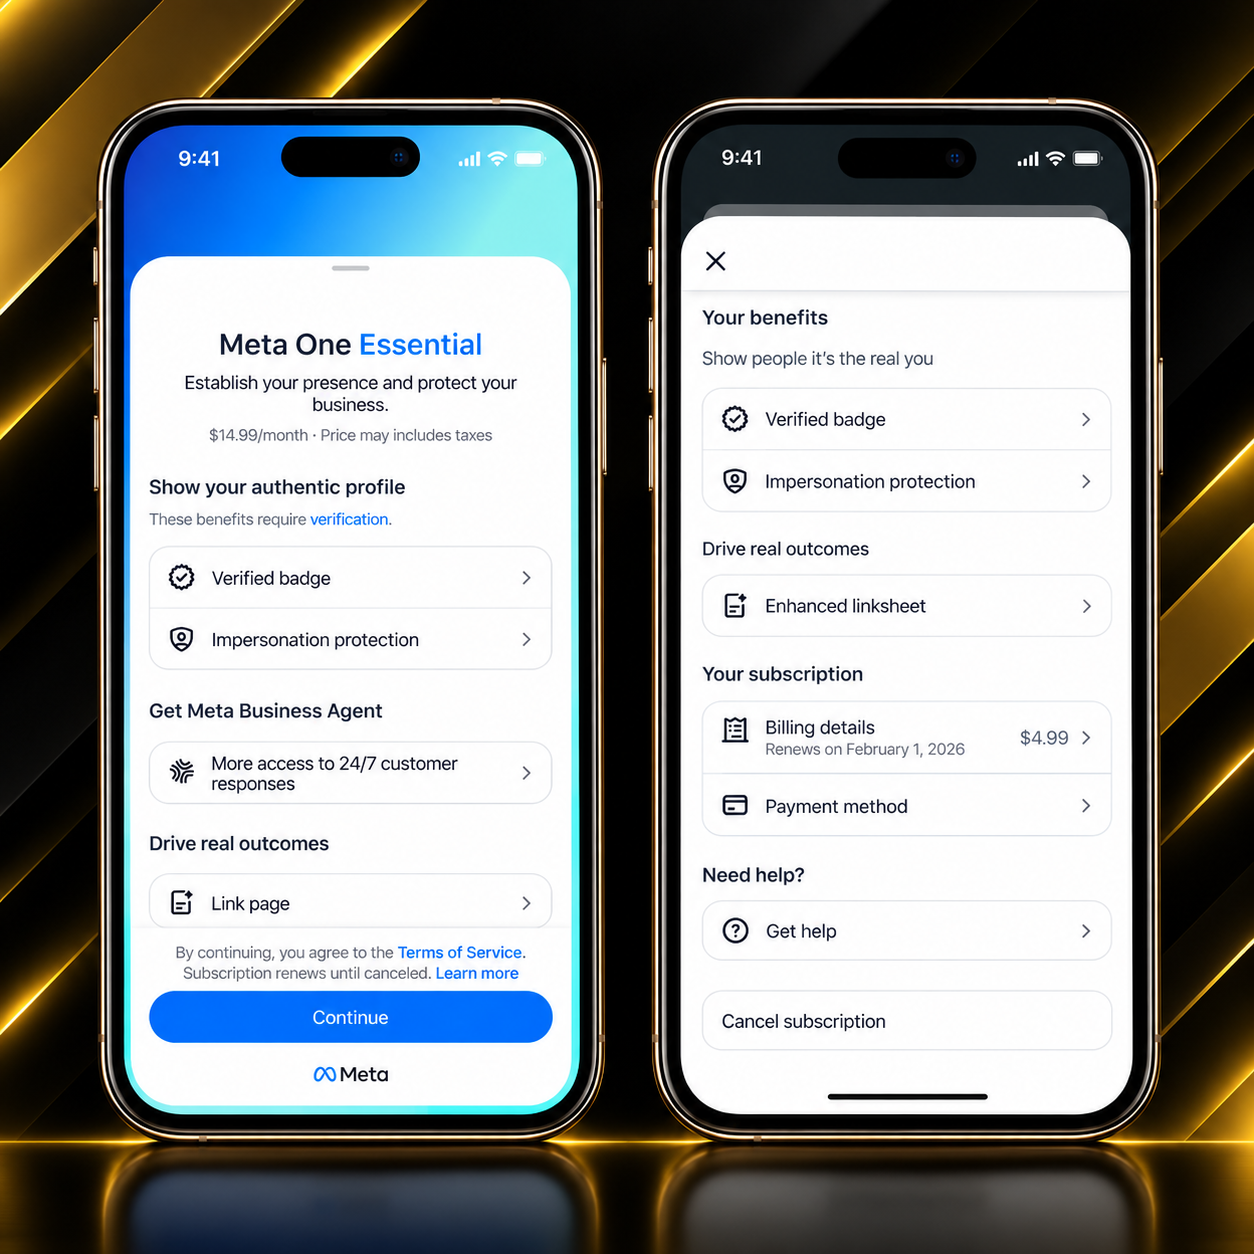 9:41
Meta One Essential
Establish your presence and protect your
business.
$14.99/month · Price may includes taxes
Show your authentic profile
These benefits require verification.
Verified badge
Impersonation protection
Get Meta Business Agent
More access to 24/7 customer
responses
Drive real outcomes
Link page
By continuing, you agree to the Terms of Service.
Subscription renews until canceled. Learn more
Continue
Meta
9:41
Your benefits
Show people it's the real you
Verified badge
Impersonation protection
Drive real outcomes
Enhanced linksheet
Your subscription
Billing details
Renews on February 1, 2026
$4.99
Payment method
Need help?
Get help
Cancel subscription